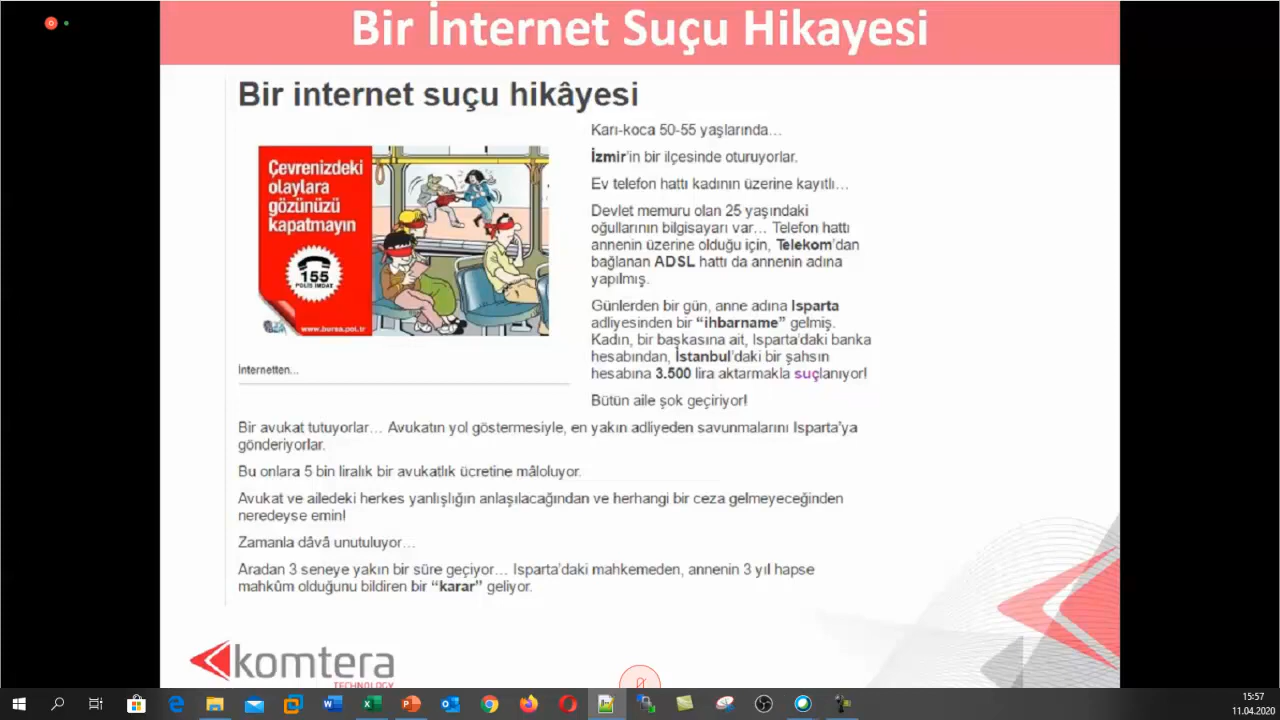 Bir İnternet Suçu Hikayesi
Bir internet suçu hikâyesi
Çevrenizdeki
olaylara
gözünüzü
kapatmayın
155
POLİS İMDAT
www.bursa.pol.tr
Internetten...
Karı-koca 50-55 yaşlarında…
İzmir'in bir ilçesinde oturuyorlar.
Ev telefon hattı kadının üzerine kayıtlı…
Devlet memuru olan 25 yaşındaki
oğullarının bilgisayarı var… Telefon hattı
annenin üzerine olduğu için, Telekom'dan
bağlanan ADSL hattı da annenin adına
yapılmış.
Günlerden bir gün, anne adına Isparta
adliyesinden bir “ihbarname” gelmiş.
Kadın, bir başkasına ait, Isparta'daki banka
hesabından, İstanbul'daki bir şahsın
hesabına 3.500 lira aktarmakla suçlanıyor!
Bütün aile şok geçiriyor!
Bir avukat tutuyorlar… Avukatın yol göstermesiyle, en yakın adliyeden savunmalarını Isparta'ya
gönderiyorlar.
Bu onlara 5 bin liralık bir avukatlık ücretine mâloluyor.
Avukat ve ailedeki herkes yanlışlığın anlaşılacağından ve herhangi bir ceza gelmeyeceğinden
neredeyse emin!
Zamanla dâvâ unutuluyor…
Aradan 3 seneye yakın bir süre geçiyor… Isparta'daki mahkemeden, annenin 3 yıl hapse
mahkûm olduğunu bildiren bir “karar” geliyor.
komtera
TECHNOLOGY
15:57
11.04.2020